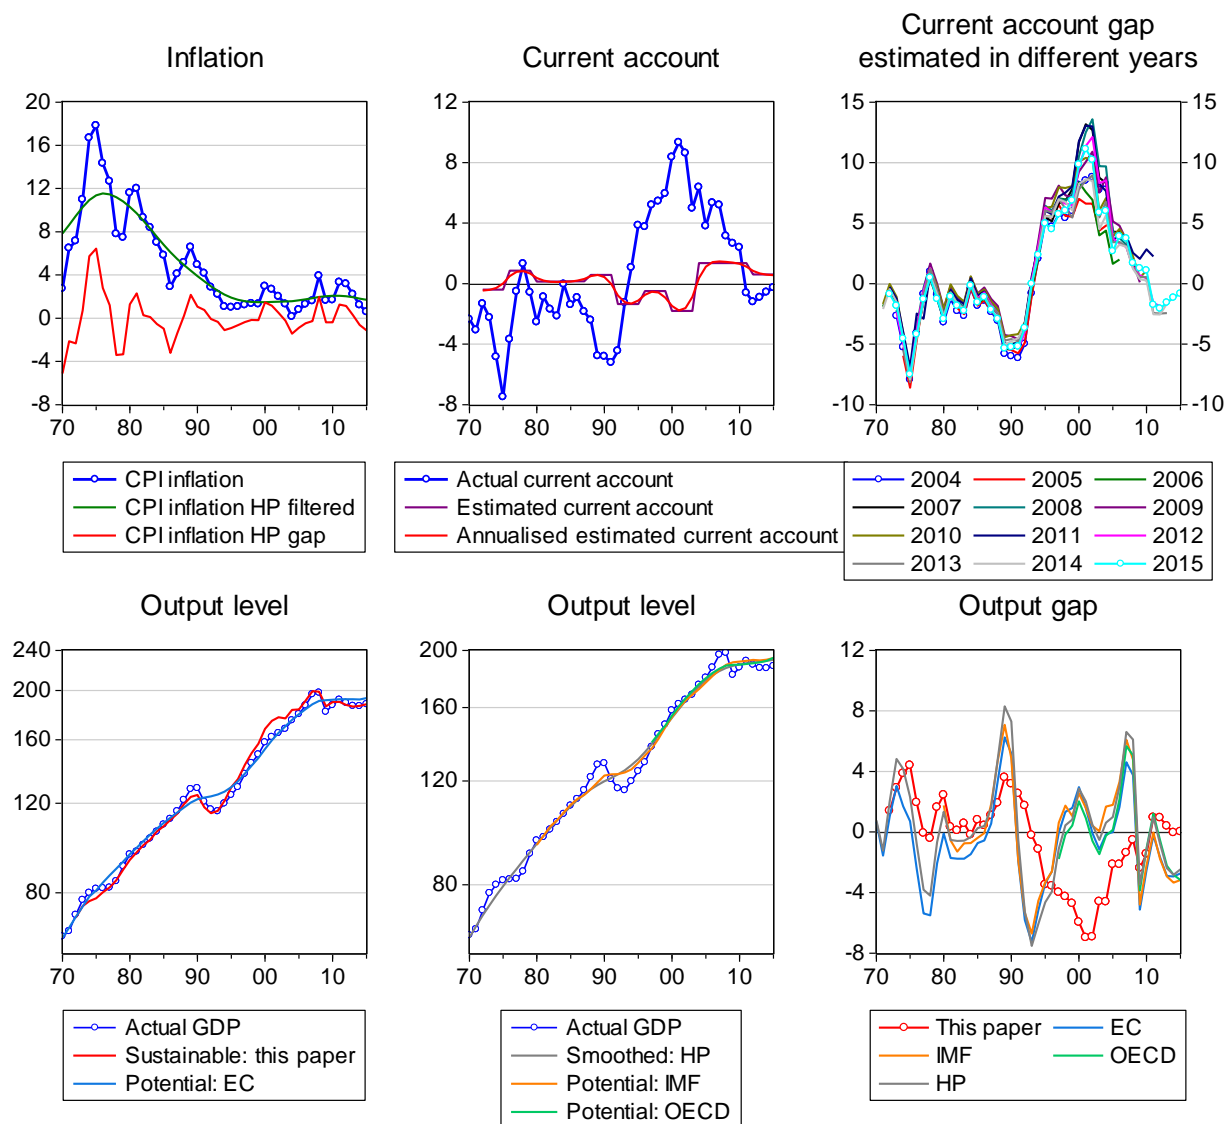 Inflation
20
16
12
8
4
0
-4
-8
70 80 90 00 10
CPI inflation
CPI inflation HP filtered
CPI inflation HP gap
Current account
12
8
4
0
-4
-8
70 80 90 00 10
Actual current account
Estimated current account
Annualised estimated current account
Current account gap
estimated in different years
15 15
10 10
5 5
0 0
-5 -5
-10 -10
70 80 90 00 10
2004 2005 2006
2007 2008 2009
2010 2011 2012
2013 2014 2015
Output level
240
200
160
120
80
70 80 90 00 10
Actual GDP
Sustainable: this paper
Potential: EC
Output level
200
160
120
80
70 80 90 00 10
Actual GDP
Smoothed: HP
Potential: IMF
Potential: OECD
Output gap
12
8
4
0
-4
-8
70 80 90 00 10
This paper EC
IMF OECD
HP